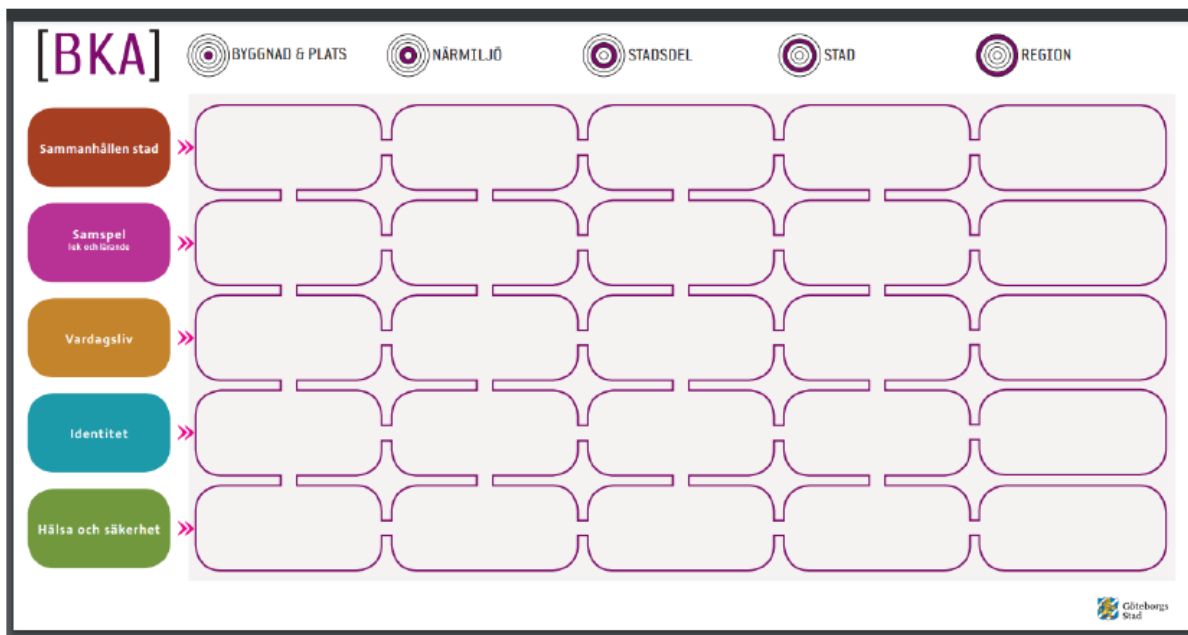 [BKA]
BYGGNAD & PLATS
NÄRMILJÖ
STADSDEL
STAD
REGION
Sammanhållen stad
Samspel
lek och lärande
Vardagsliv
Identitet
Hälsa och säkerhet
Göteborgs
Stad